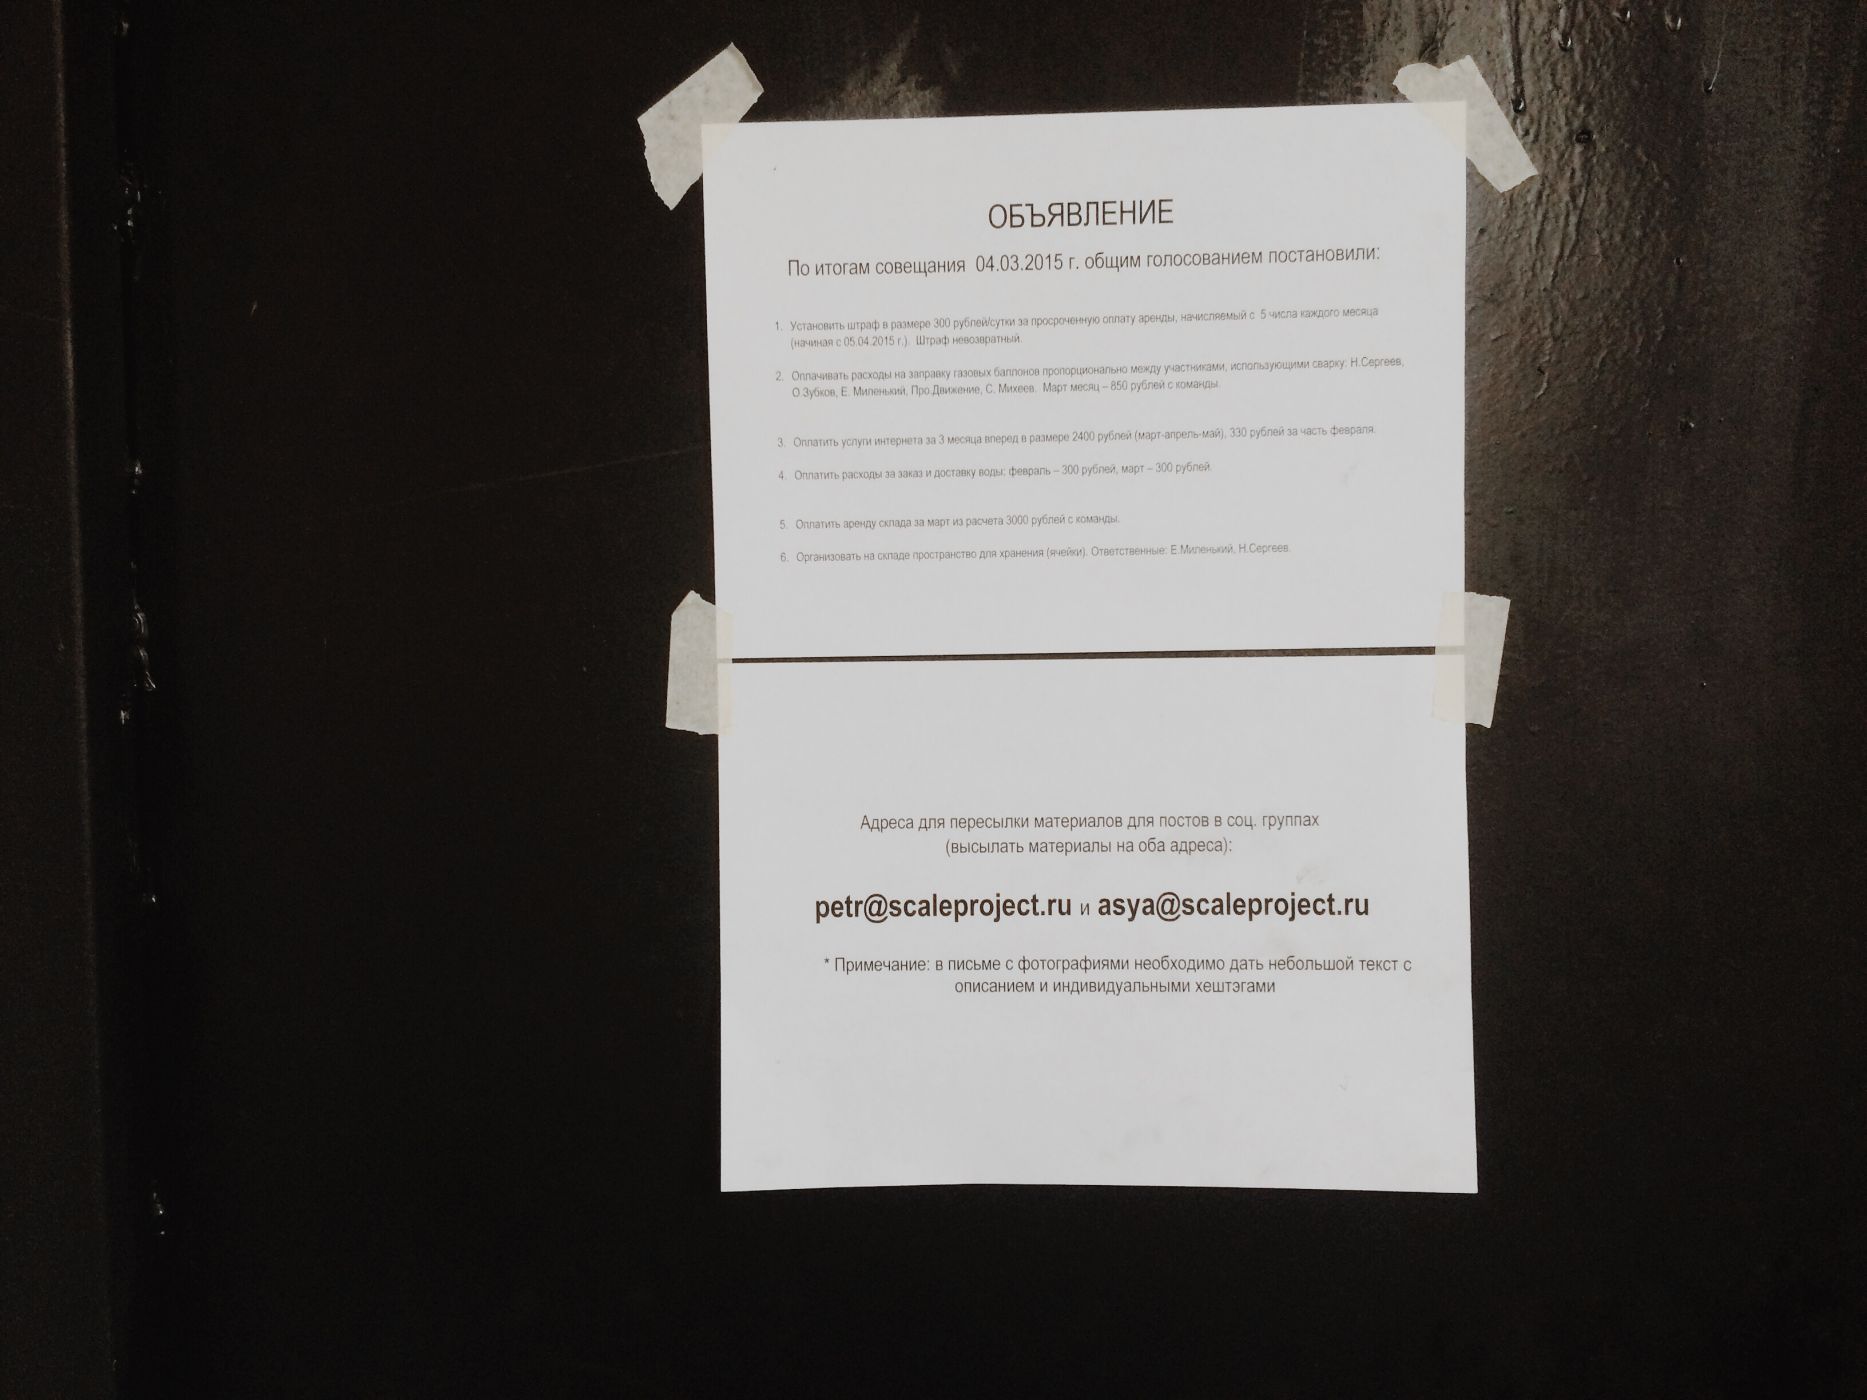 ОБЪЯВЛЕНИЕ
По итогам совещания 04.03.2015 г. общим голосованием постановили:
1. Установить штраф в размере 300 рублей/сутки за просроченную оплату аренды, начисляемый с 5 числа каждого месяца
(начиная с 05.04.2015 г.). Штраф невозвратный.
2. Оплачивать расходы на заправку газовых баллонов пропорционально между участниками, использующими сварку: Н.Сергеев,
О.Зубков, Е. Миленький, Про.Движение, С. Михеев. Март месяц – 850 рублей с команды.
3. Оплатить услуги интернета за 3 месяца вперед в размере 2400 рублей (март-апрель-май), 330 рублей за часть февраля.
4. Оплатить расходы за заказ и доставку воды: февраль – 300 рублей, март – 300 рублей.
5. Оплатить аренду склада за март из расчета 3000 рублей с команды.
6. Организовать на складе пространство для хранения (ячейки). Ответственные: Е.Миленький, Н.Сергеев.
Адреса для пересылки материалов для постов в соц. группах
(высылать материалы на оба адреса):
petr@scaleproject.ru и asya@scaleproject.ru
* Примечание: в письме с фотографиями необходимо дать небольшой текст с
описанием и индивидуальными хештэгами